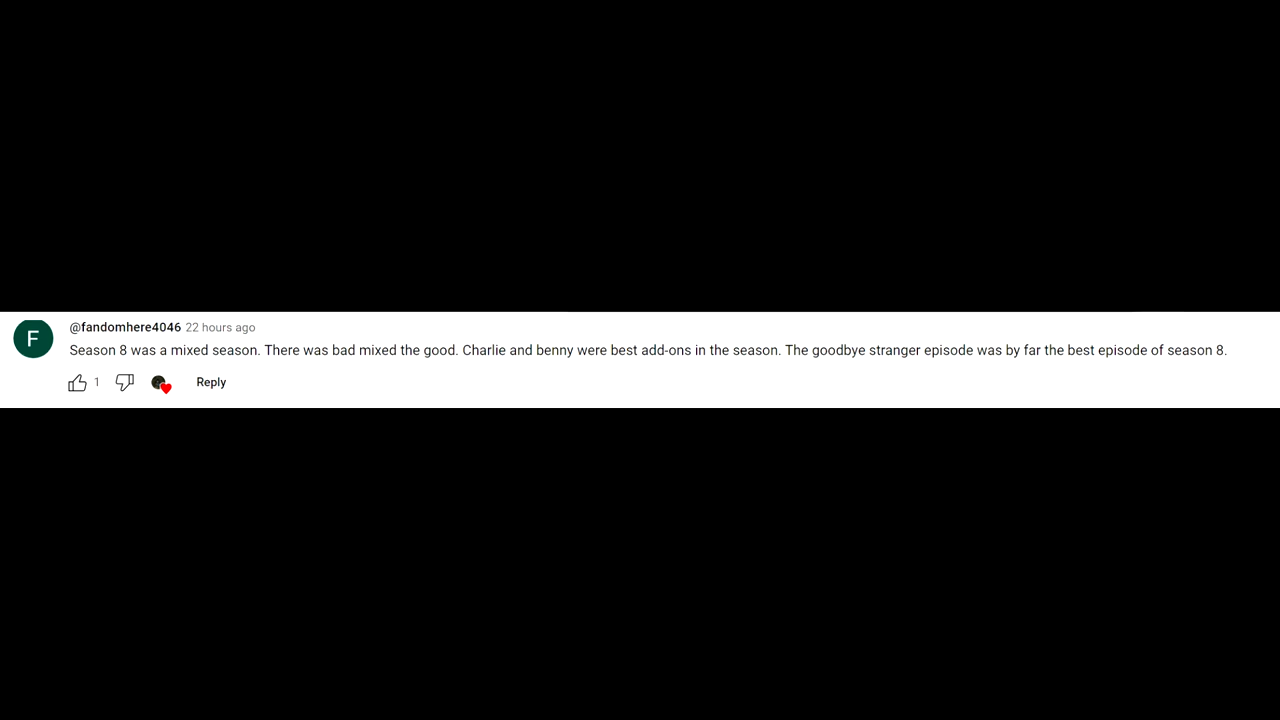 F
@fandomhere4046 22 hours ago
Season 8 was a mixed season. There was bad mixed the good. Charlie and benny were best add-ons in the season. The goodbye stranger episode was by far the best episode of season 8.
1 Reply